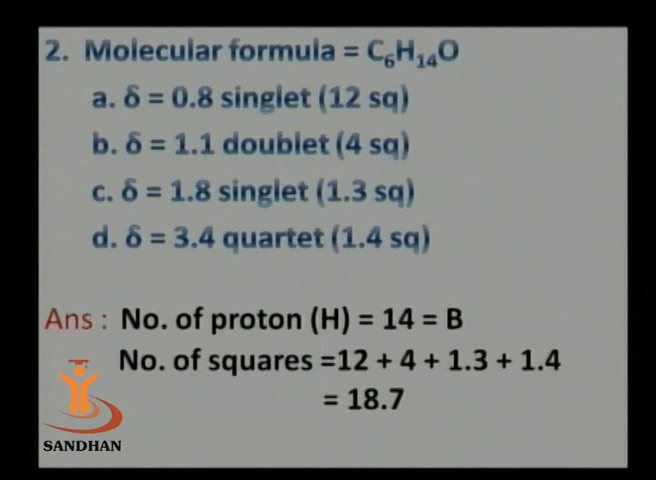 2. Molecular formula = C₆H₁₄O
a. δ = 0.8 singlet (12 sq)
b. δ = 1.1 doublet (4 sq)
c. δ = 1.8 singlet (1.3 sq)
d. δ = 3.4 quartet (1.4 sq)
Ans : No. of proton (H) = 14 = B
No. of squares =12 + 4 + 1.3 + 1.4
= 18.7
SANDHAN